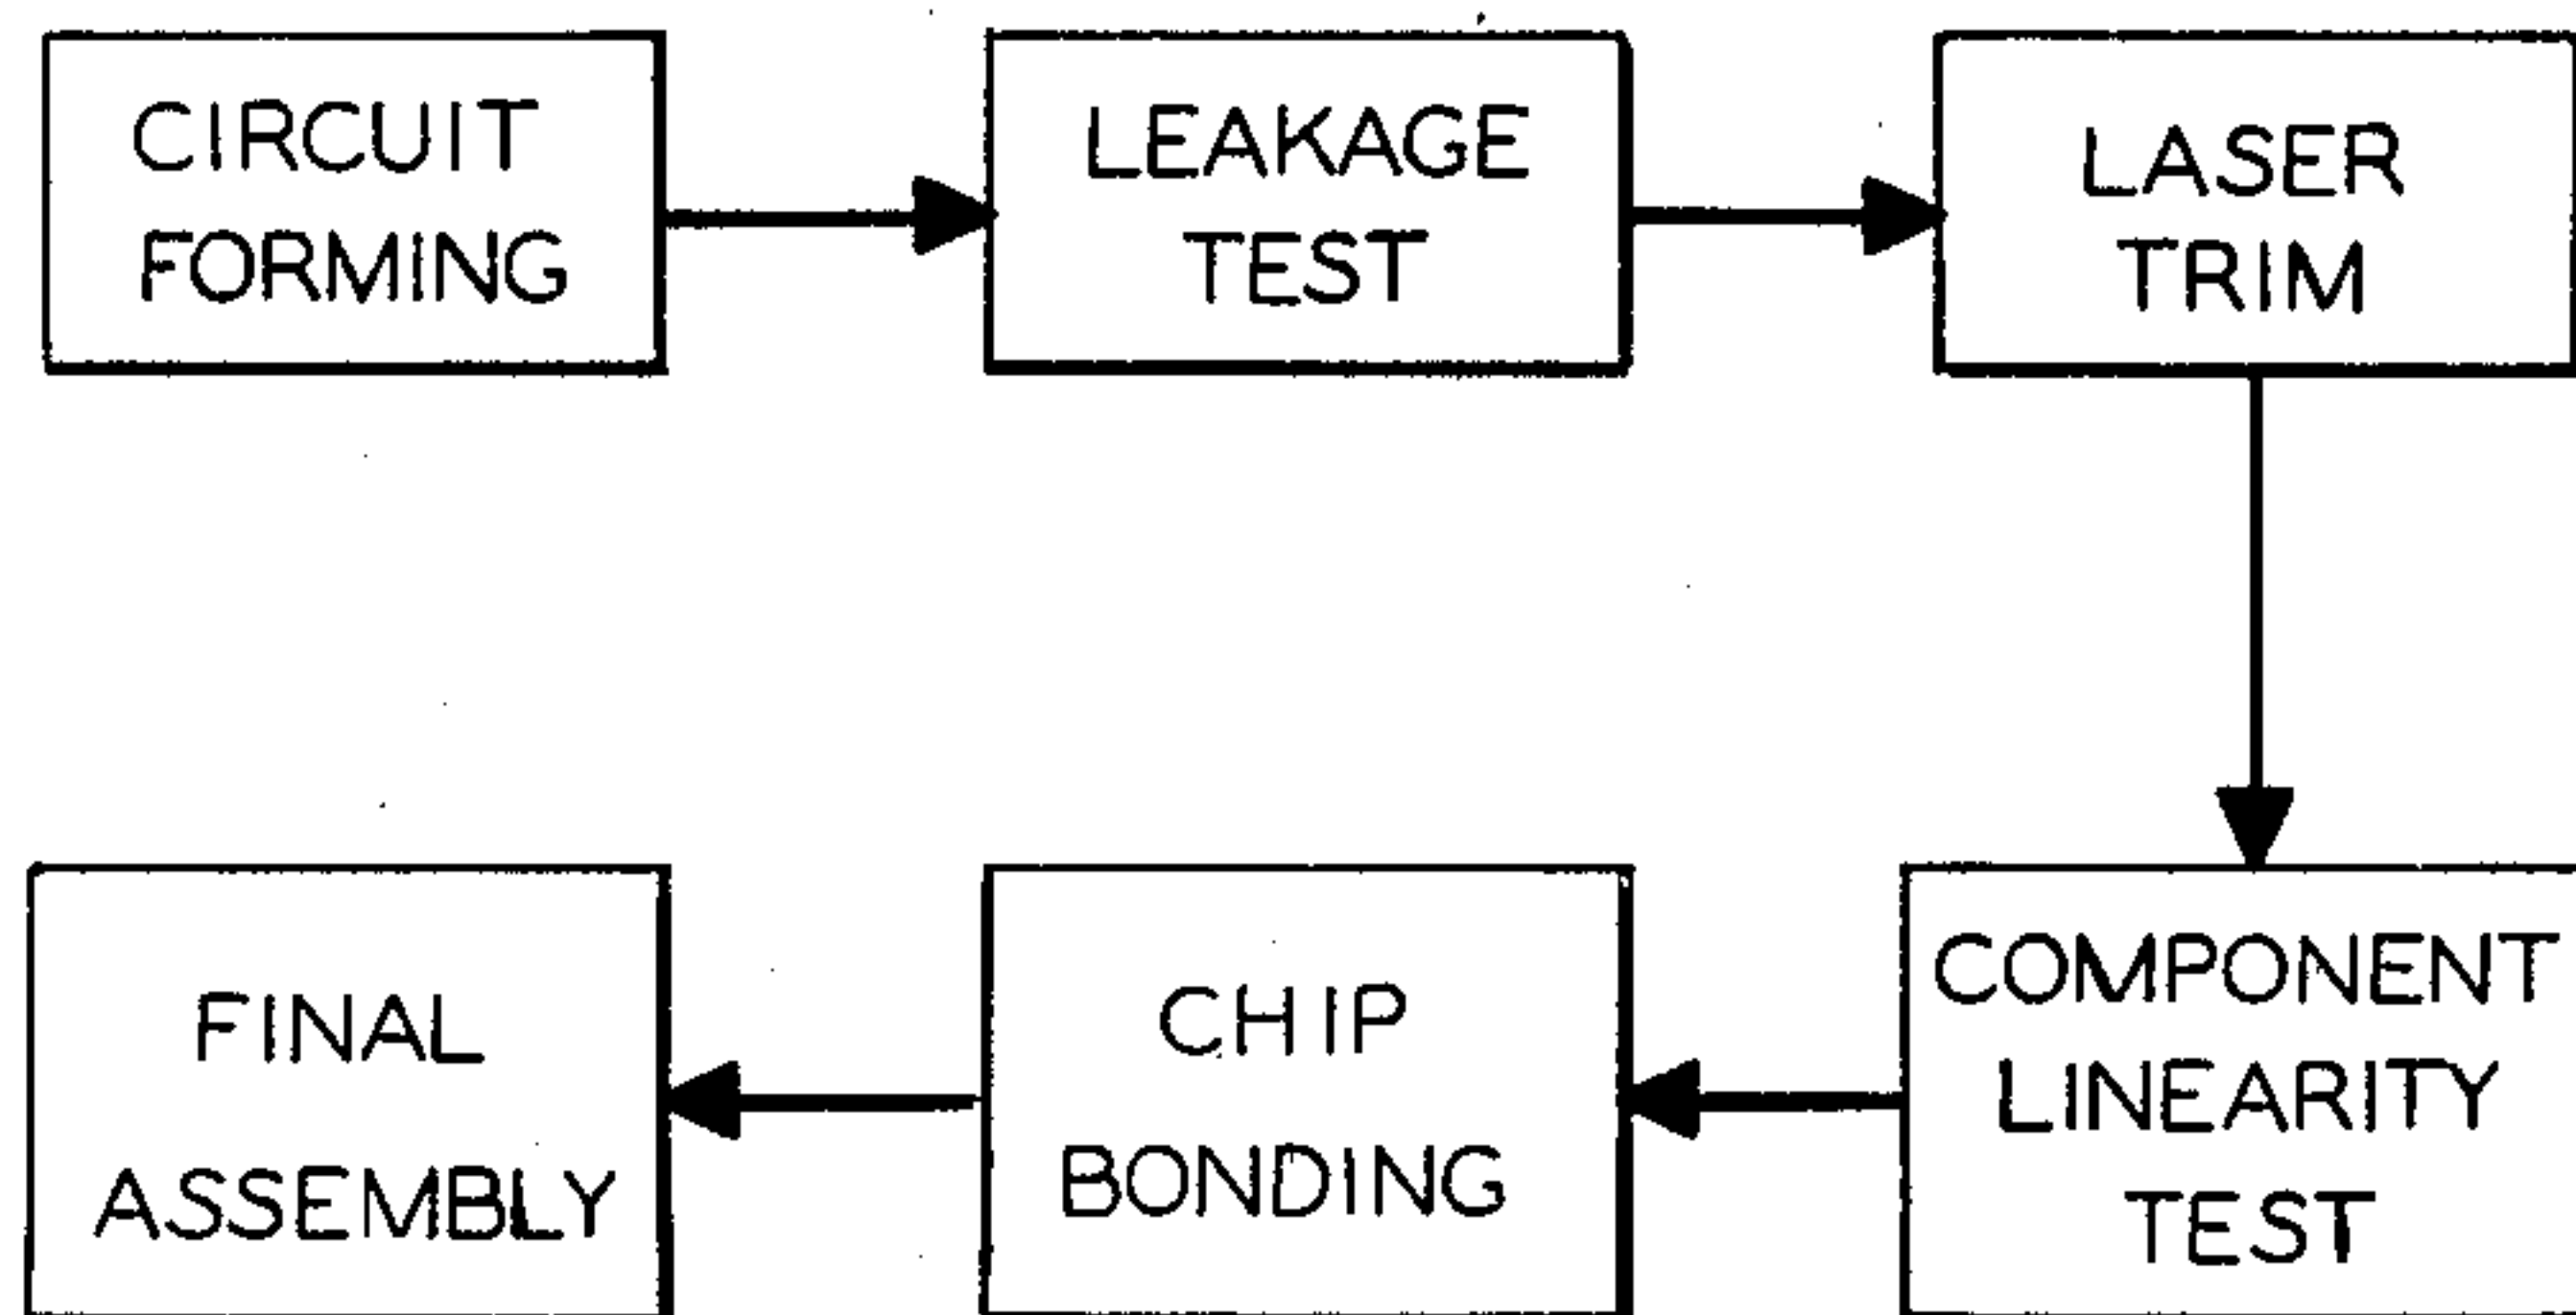 CIRCUIT
FORMING
LEAKAGE
TEST
LASER
TRIM
COMPONENT
LINEARITY
TEST
CHIP
BONDING
FINAL
ASSEMBLY